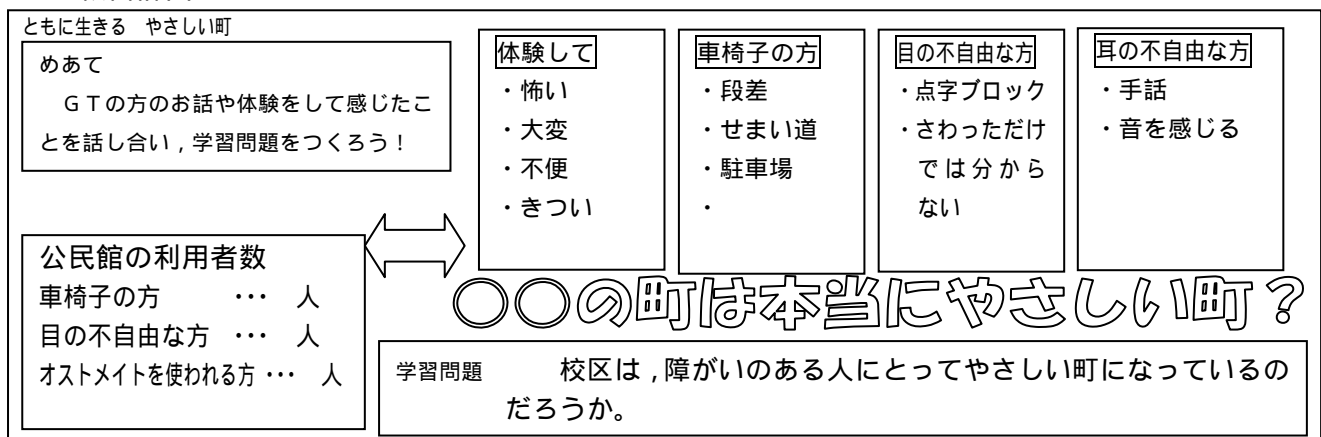 ともに生きる　やさしい町
めあて
　ＧＴの方のお話や体験をして感じたこ
とを話し合い，学習問題をつくろう！
体験して
・怖い
・大変
・不便
・きつい
車椅子の方
・段差
・せまい道
・駐車場
・
目の不自由な方
・点字ブロック
・さわっただけ
では分から
ない
耳の不自由な方
・手話
・音を感じる
公民館の利用者数
車椅子の方　　…　人
目の不自由な方　…　人
オストメイトを使われる方…　人
○○の町は本当にやさしい町？
学習問題　　校区は，障がいのある人にとってやさしい町になっているの
だろうか。